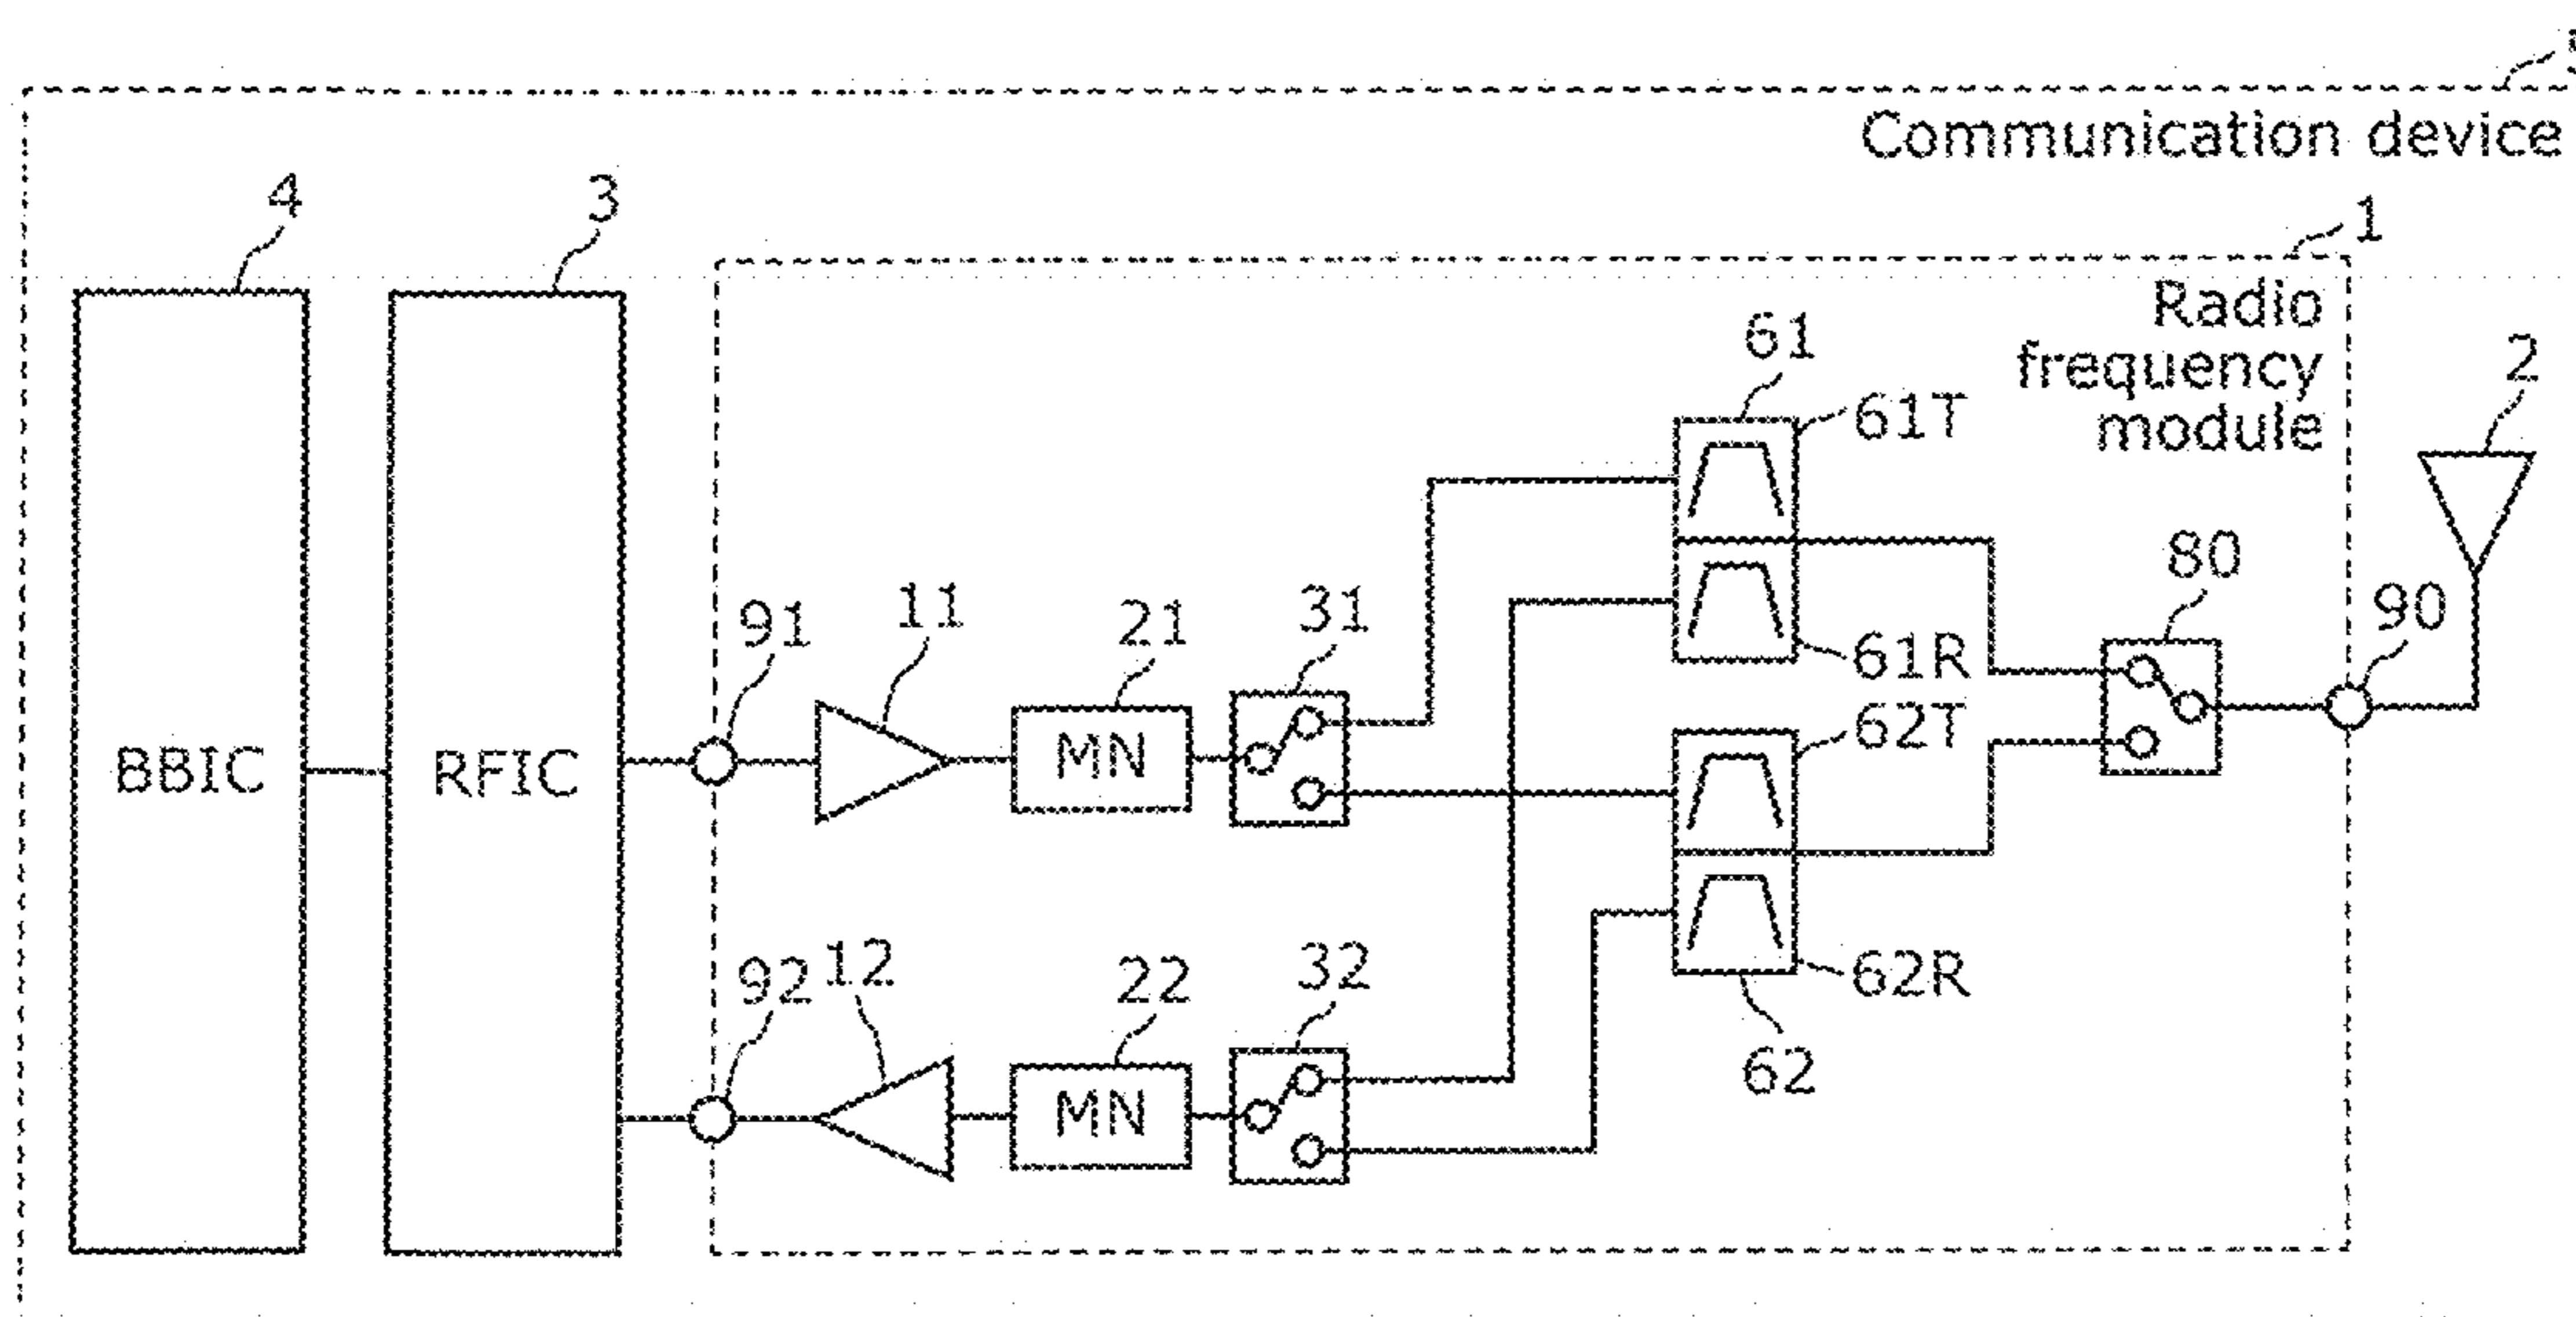 5
Communication device
4
3
1
Radio
frequency
module
61
61T
2
80
90
91
11
21
31
61R
62T
BBIC
RFIC
MN
92
12
22
32
62R
MN
62